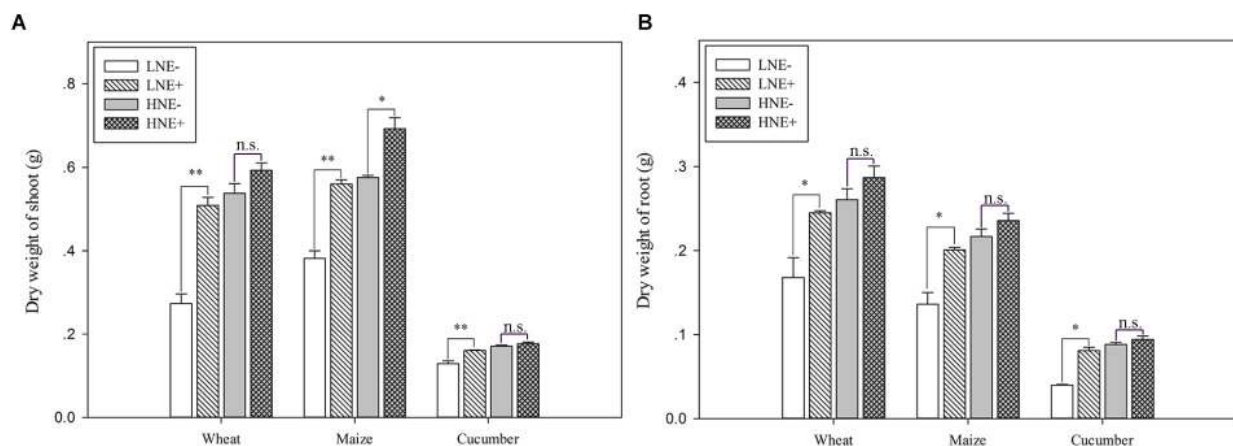 A
LNE-
LNE+
HNE-
HNE+
.8
.6
.4
.2
0.0
Dry weight of shoot (g)
**
n.s.
**
*
**
n.s.
Wheat
Maize
Cucumber
B
LNE-
LNE+
HNE-
HNE+
.4
.3
.2
.1
0.0
Dry weight of root (g)
*
n.s.
*
n.s.
*
n.s.
Wheat
Maize
Cucumber